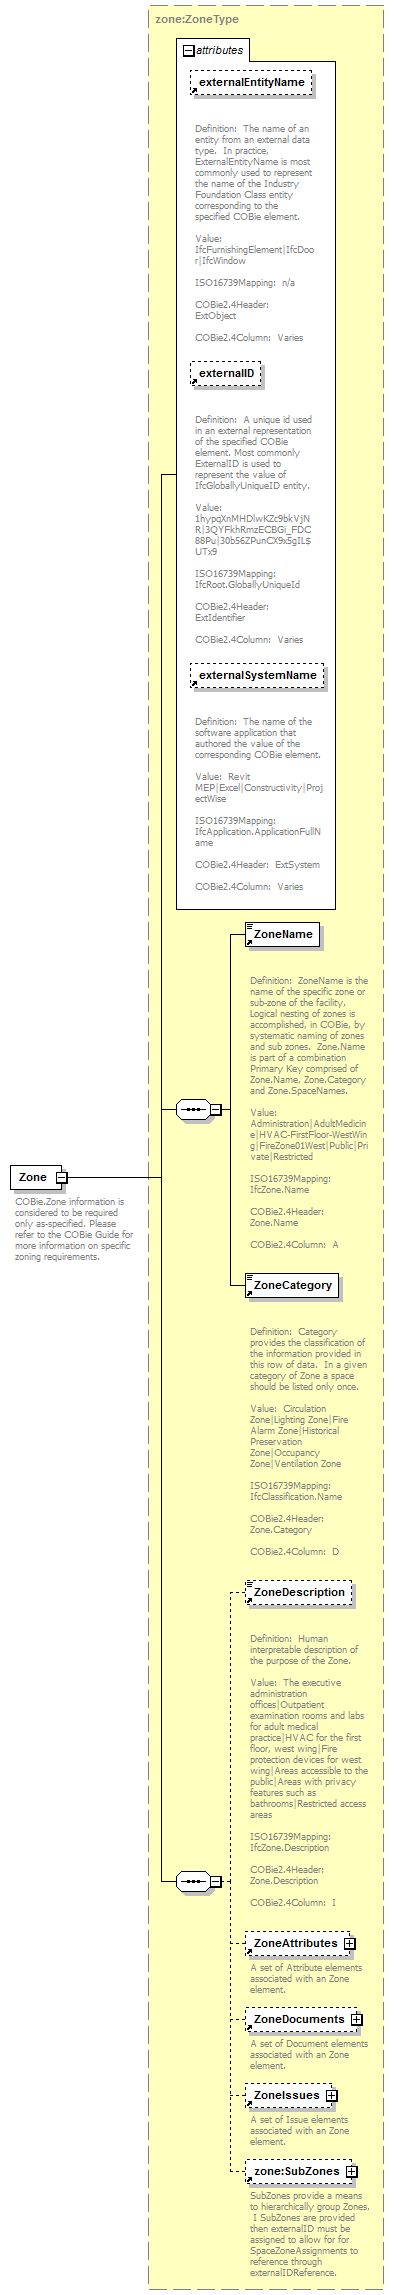 zone:ZoneType
attributes
externalEntityName
Definition:  The name of an
entity from an external data
type.  In practice,
ExternalEntityName is most
commonly used to represent
the name of the Industry
Foundation Class entity
corresponding to the
specified COBie element.
Value:
IfcFurnishingElement|IfcDoo
r|IfcWindow
ISO16739Mapping:  n/a
COBie2.4Header:
ExtObject
COBie2.4Column:  Varies
externalID
Definition:  A unique id used
in an external representation
of the specified COBie
element. Most commonly
ExternalID is used to
represent the value of
IfcGloballyUniqueID entity.
Value:
1hypqXnMHDlwKZc9bkVjN
R|3QYFkhRmzECBGi_FDC
88Pu|30b56ZPunCX9xSgIL$
UTx9
ISO16739Mapping:
IfcRoot.GloballyUniqueId
COBie2.4Header:
ExtIdentifier
COBie2.4Column:  Varies
externalSystemName
Definition:  The name of the
software application that
authored the value of the
corresponding COBie element.
Value:  Revit
MEP|Excel|Constructivity|Proj
ectWise
ISO16739Mapping:
IfcApplication.ApplicationFullN
ame
COBie2.4Header:  ExtSystem
COBie2.4Column:  Varies
ZoneName
Definition:  ZoneName is the
name of the specific zone or
sub-zone of the facility.
Logical nesting of zones is
accomplished, in COBie, by
systematic naming of zones
and sub zones.  Zone.Name
is part of a combination
Primary Key comprised of
Zone.Name, Zone.Category
and Zone.SpaceNames.
Value:
Administration|AdultMedicin
e|HVAC-FirstFloor-WestWin
g|FireZone01West|Public|Pri
vate|Restricted
ISO16739Mapping:
IfcZone.Name
COBie2.4Header:
Zone.Name
COBie2.4Column:  A
Zone
COBie.Zone information is
considered to be required
only as-specified. Please
refer to the COBie Guide for
more information on specific
zoning requirements.
ZoneCategory
Definition:  Category
provides the classification of
the information provided in
this row of data.  In a given
category of Zone a space
should be listed only once.
Value:  Circulation
Zone|Lighting Zone|Fire
Alarm Zone|Historical
Preservation
Zone|Occupancy
Zone|Ventilation Zone
ISO16739Mapping:
IfcClassification.Name
COBie2.4Header:
Zone.Category
COBie2.4Column:  D
ZoneDescription
Definition:  Human
interpretable description of
the purpose of the Zone.
Value:  The executive
administration
offices|Outpatient
examination rooms and labs
for adult medical
practice|HVAC for the first
floor, west wing|Fire
protection devices for west
wing|Areas accessible to the
public|Areas with privacy
features such as
bathrooms|Restricted access
areas
ISO16739Mapping:
IfcZone.Description
COBie2.4Header:
Zone.Description
COBie2.4Column:  I
ZoneAttributes
A set of Attribute elements
associated with an Zone
element.
ZoneDocuments
A set of Document elements
associated with an Zone
element.
ZoneIssues
A set of Issue elements
associated with an Zone
element.
zone:SubZones
SubZones provide a means
to hierarchically group Zones.
I SubZones are provided
then externalID must be
assigned to allow for for
SpaceZoneAssignments to
reference through
externalIDReference.